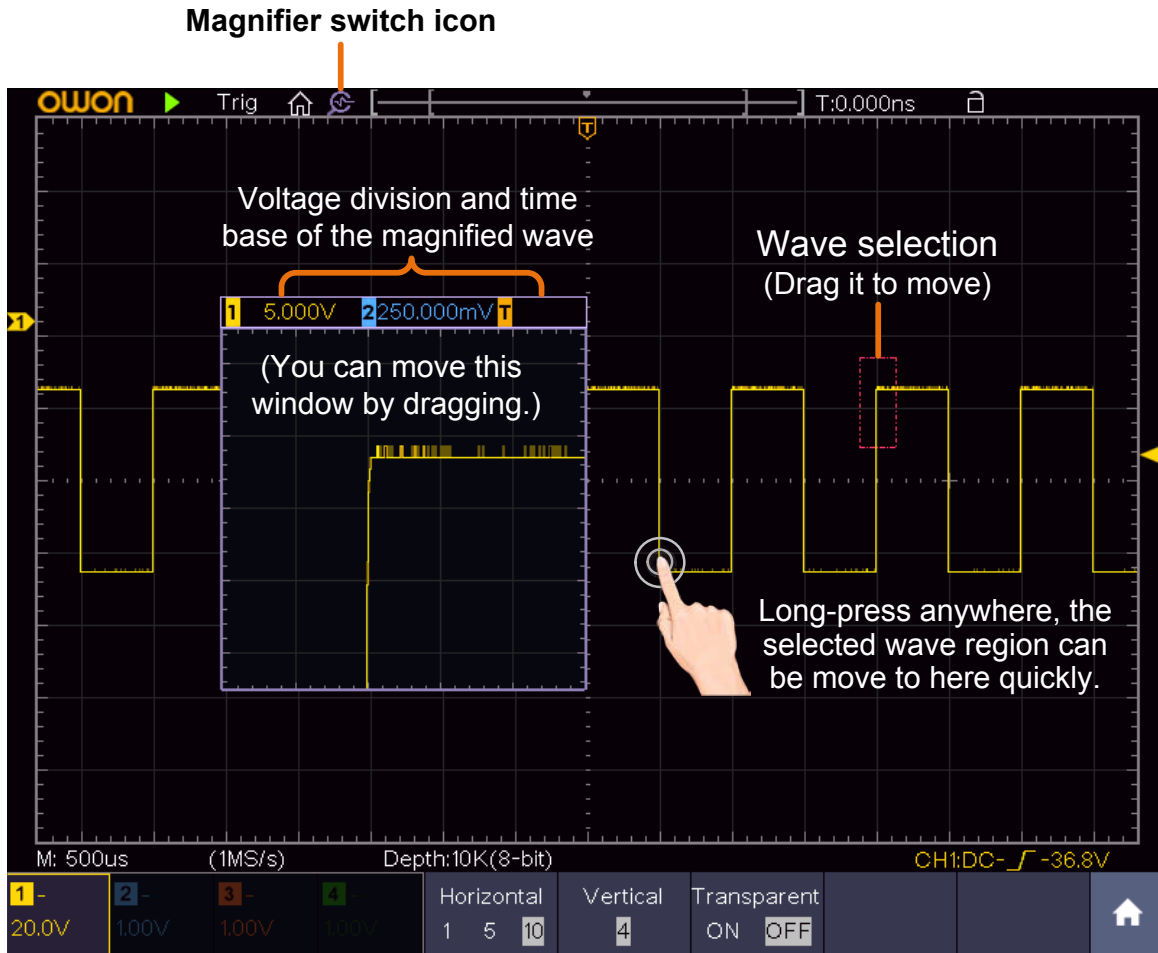 Magnifier switch icon
owon Trig T:0.000ns
T
Voltage division and time
base of the magnified wave
Wave selection
(Drag it to move)
1 5.000V 2 250.000mV T
1
(You can move this
window by dragging.)
Long-press anywhere, the
selected wave region can
be move to here quickly.
M: 500us (1MS/s) Depth:10K(8-bit) CH1:DC- -36.8V
1 - 2 - 3 - 4 - Horizontal Vertical Transparent
20.0V 1.00V 1.00V 1.00V 1 5 10 4 ON OFF